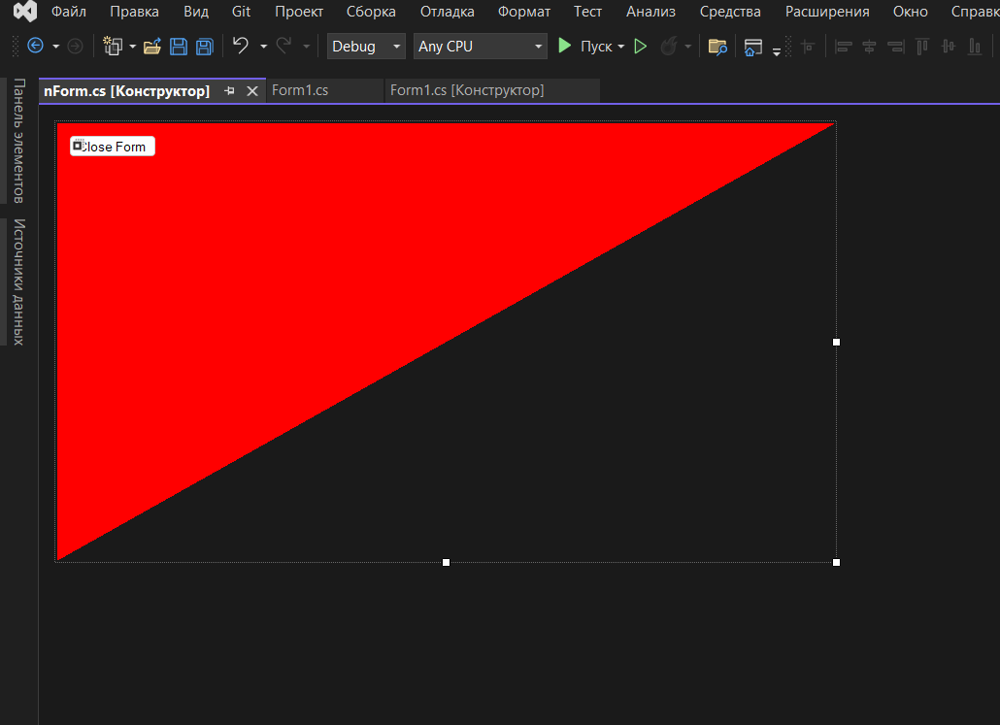 Файл Правка Вид Git Проект Сборка Отладка Формат Тест Анализ Средства Расширения Окно Справк
Debug Any CPU Пуск
nForm.cs [Конструктор] Form1.cs Form1.cs [Конструктор]
Панель элементов
Источники данных
Close Form